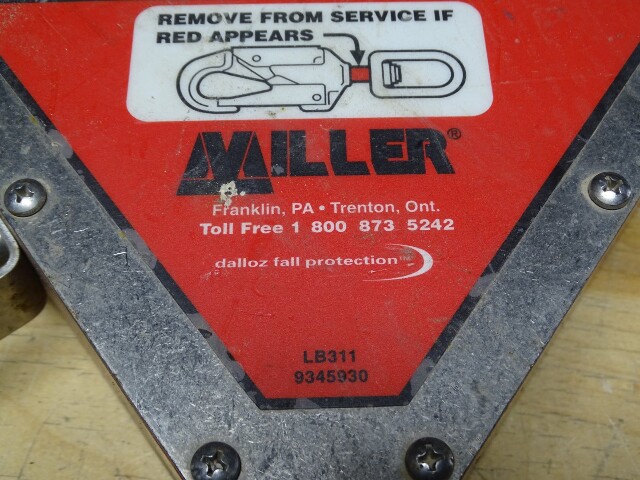 REMOVE FROM SERVICE IF
RED APPEARS
MILLER®
Franklin, PA • Trenton, Ont.
Toll Free 1 800 873 5242
dalloz fall protection™
LB311
9345930